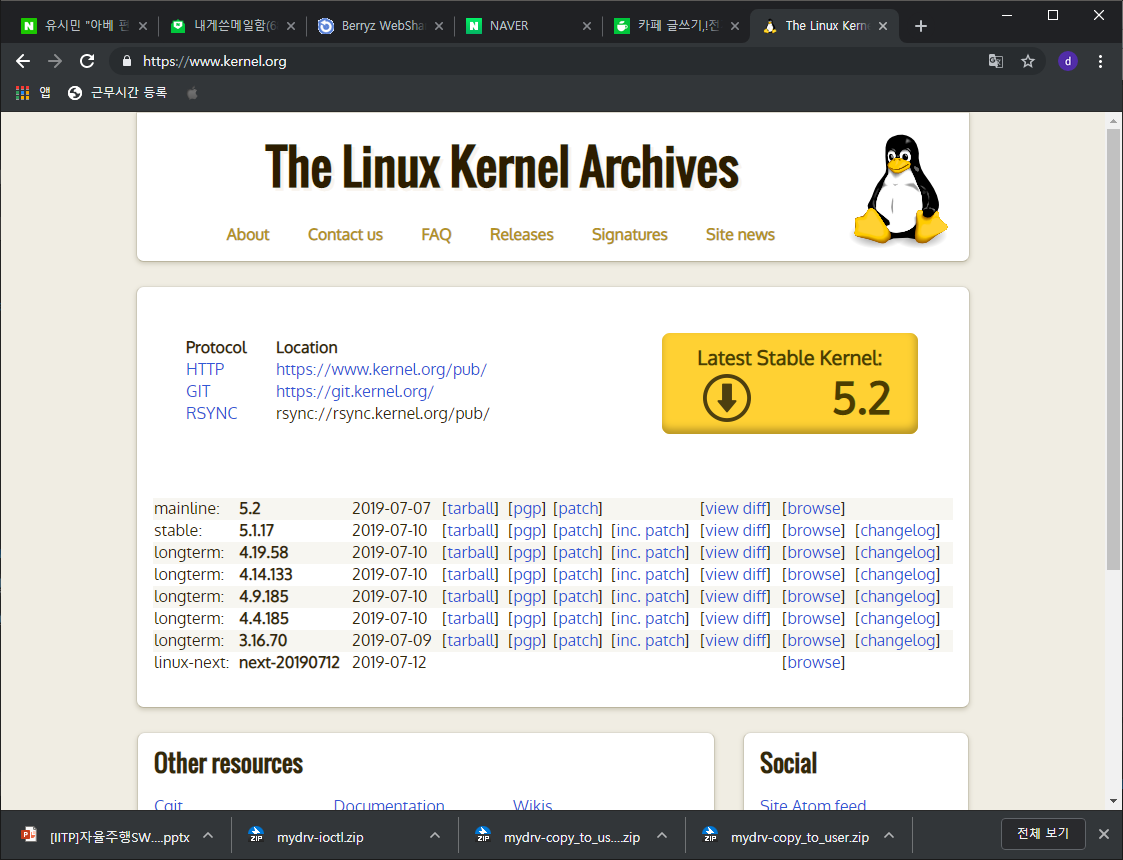 유시민 "아베 편
내게쓴메일함(6
Berryz WebSha
NAVER
카페 글쓰기,!전
The Linux Kerne
https://www.kernel.org
d
앱
근무시간 등록
The Linux Kernel Archives
About Contact us FAQ Releases Signatures Site news
Protocol Location
HTTP https://www.kernel.org/pub/
GIT https://git.kernel.org/
RSYNC rsync://rsync.kernel.org/pub/
Latest Stable Kernel:
5.2
mainline: 5.2 2019-07-07 [tarball] [pgp] [patch] [view diff] [browse]
stable: 5.1.17 2019-07-10 [tarball] [pgp] [patch] [inc. patch] [view diff] [browse] [changelog]
longterm: 4.19.58 2019-07-10 [tarball] [pgp] [patch] [inc. patch] [view diff] [browse] [changelog]
longterm: 4.14.133 2019-07-10 [tarball] [pgp] [patch] [inc. patch] [view diff] [browse] [changelog]
longterm: 4.9.185 2019-07-10 [tarball] [pgp] [patch] [inc. patch] [view diff] [browse] [changelog]
longterm: 4.4.185 2019-07-10 [tarball] [pgp] [patch] [inc. patch] [view diff] [browse] [changelog]
longterm: 3.16.70 2019-07-09 [tarball] [pgp] [patch] [inc. patch] [view diff] [browse] [changelog]
linux-next: next-20190712 2019-07-12 [browse]
Other resources
Cgit Documentation Wikis
Social
Site Atom feed
[IITP]자율주행SW....pptx
mydrv-ioctl.zip
mydrv-copy_to_us....zip
mydrv-copy_to_user.zip
전체 보기